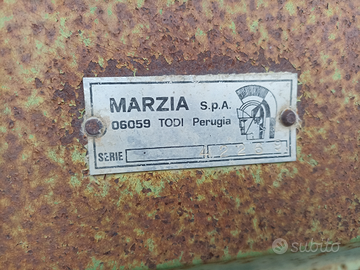 MARZIA S.p.A.
06059 TODI Perugia
SERIE
subito